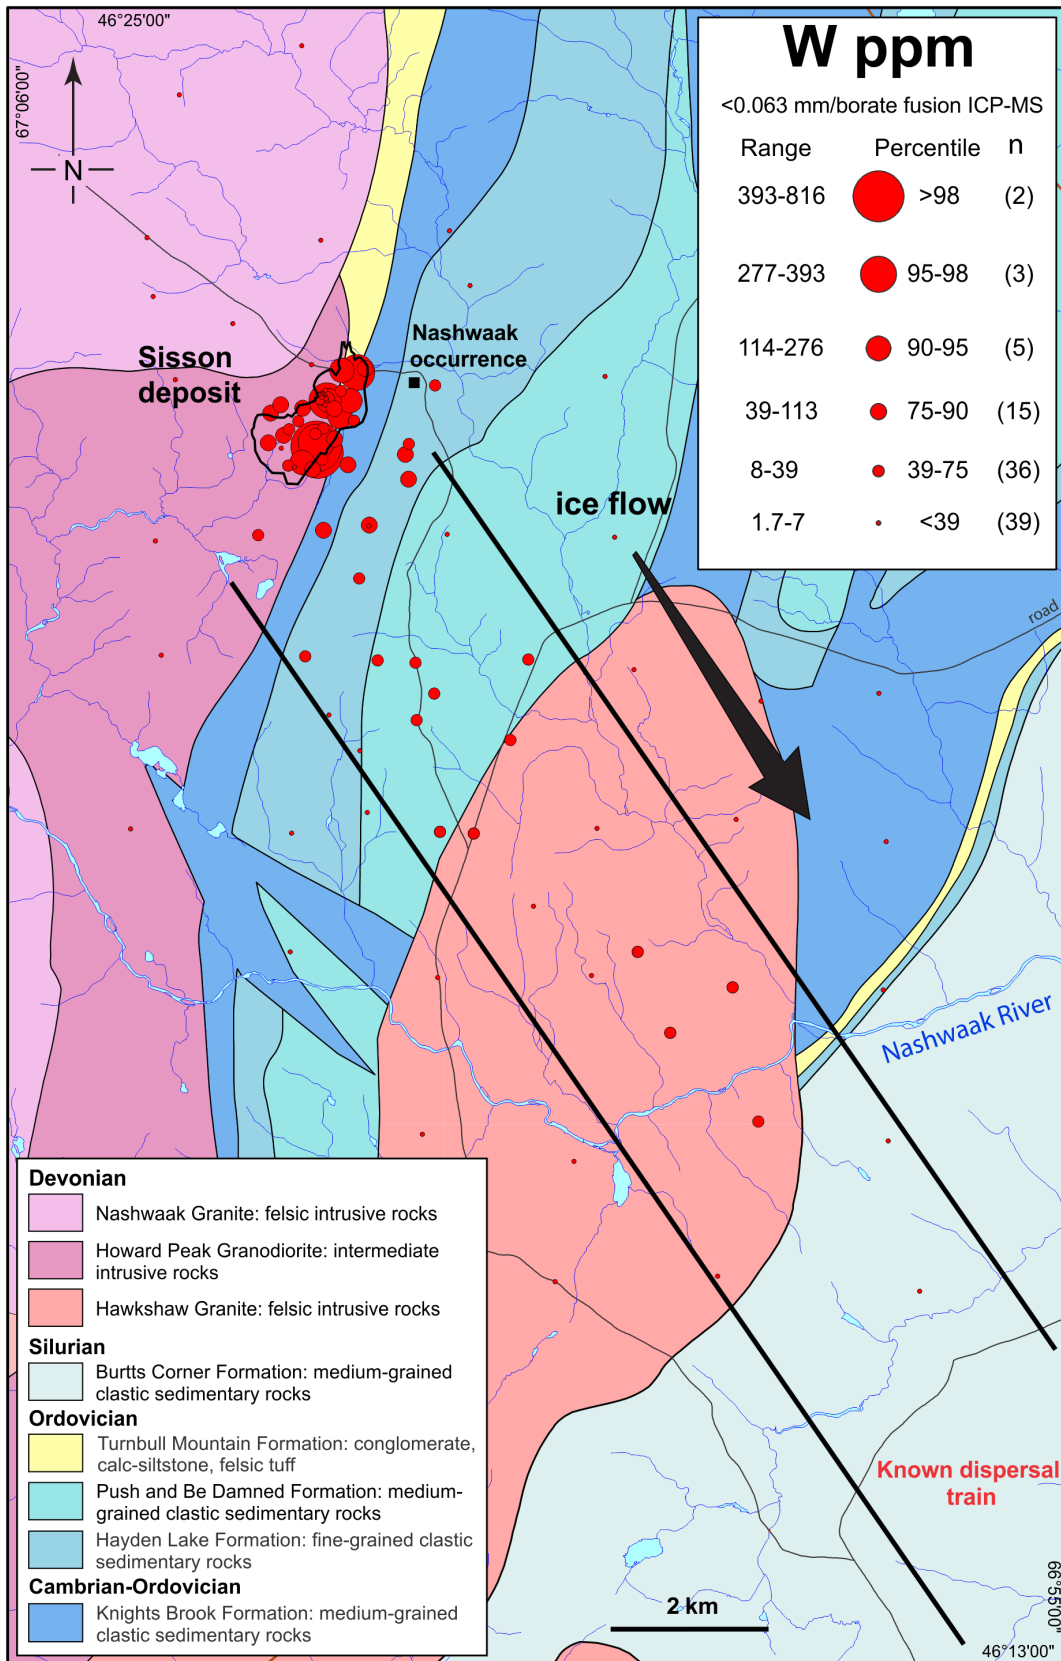 46°25'00"
67°06'00"
N
W ppm
<0.063 mm/borate fusion ICP-MS
Range Percentile n
393-816 >98 (2)
277-393 95-98 (3)
114-276 90-95 (5)
39-113 75-90 (15)
8-39 39-75 (36)
1.7-7 <39 (39)
Sisson
deposit
Nashwaak
occurrence
ice flow
road
Nashwaak River
Devonian
Nashwaak Granite: felsic intrusive rocks
Howard Peak Granodiorite: intermediate
intrusive rocks
Hawkshaw Granite: felsic intrusive rocks
Silurian
Burtts Corner Formation: medium-grained
clastic sedimentary rocks
Ordovician
Turnbull Mountain Formation: conglomerate,
calc-siltstone, felsic tuff
Push and Be Damned Formation: medium-
grained clastic sedimentary rocks
Hayden Lake Formation: fine-grained clastic
sedimentary rocks
Cambrian-Ordovician
Knights Brook Formation: medium-grained
clastic sedimentary rocks
Known dispersal
train
2 km
66°55'00"
46°13'00"